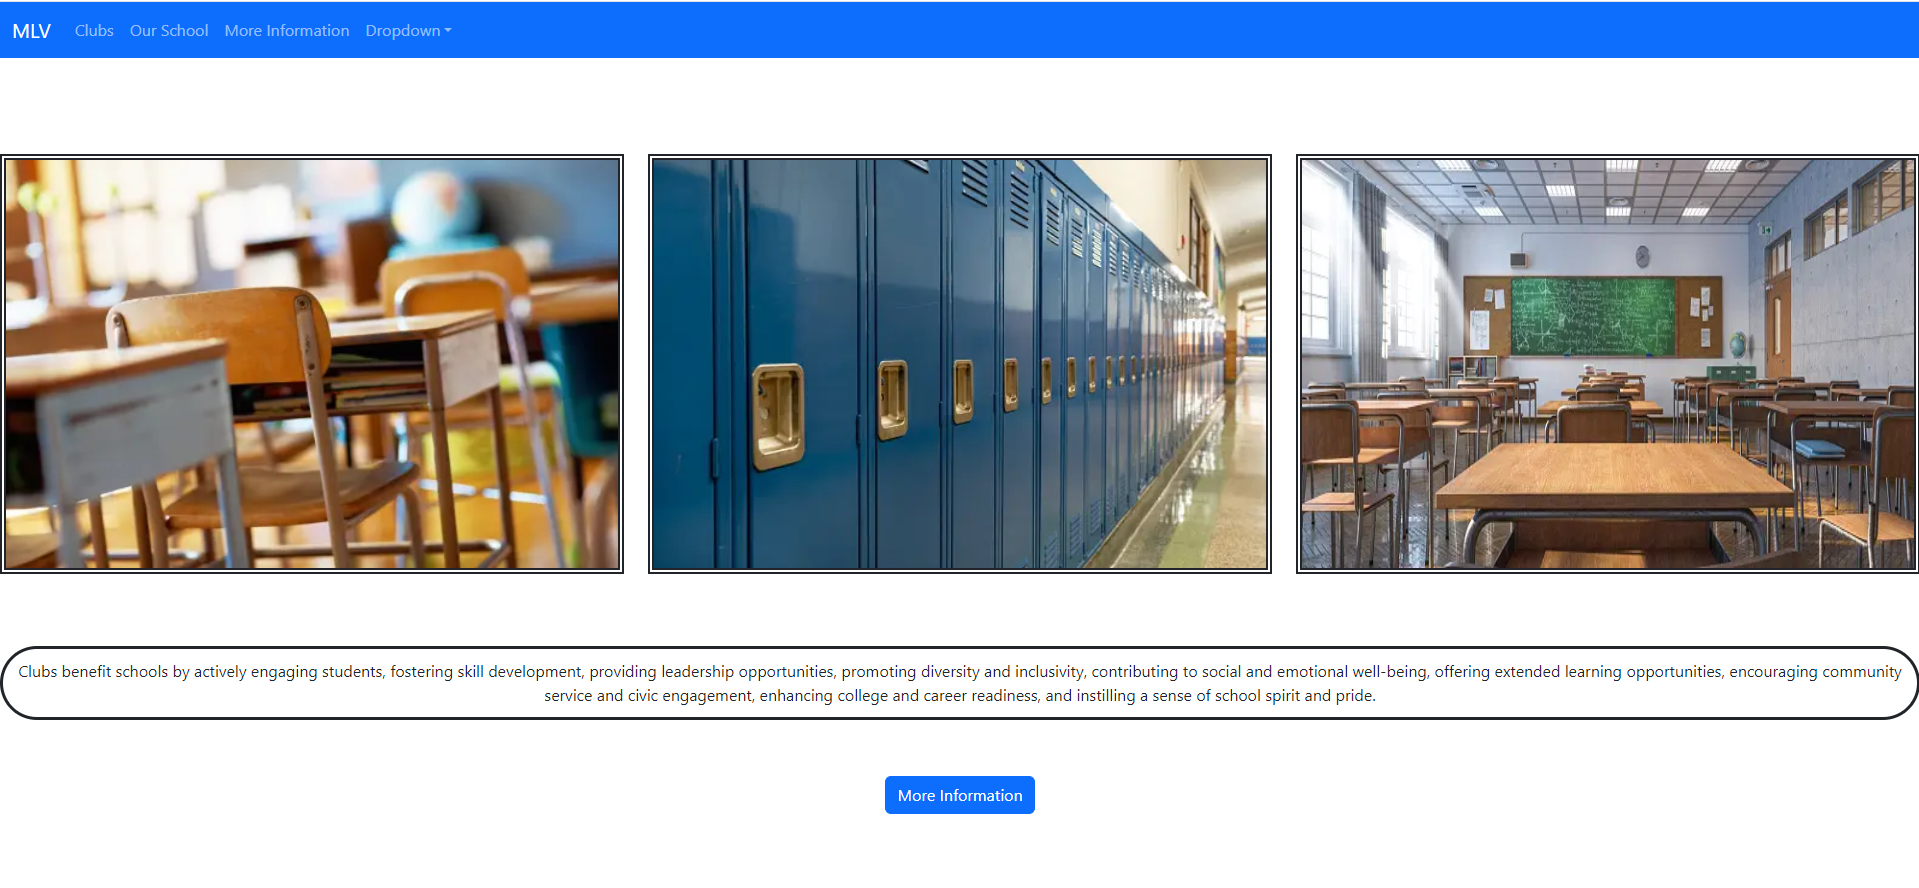 MLV Clubs Our School More Information Dropdown
Clubs benefit schools by actively engaging students, fostering skill development, providing leadership opportunities, promoting diversity and inclusivity, contributing to social and emotional well-being, offering extended learning opportunities, encouraging community
service and civic engagement, enhancing college and career readiness, and instilling a sense of school spirit and pride.
More Information